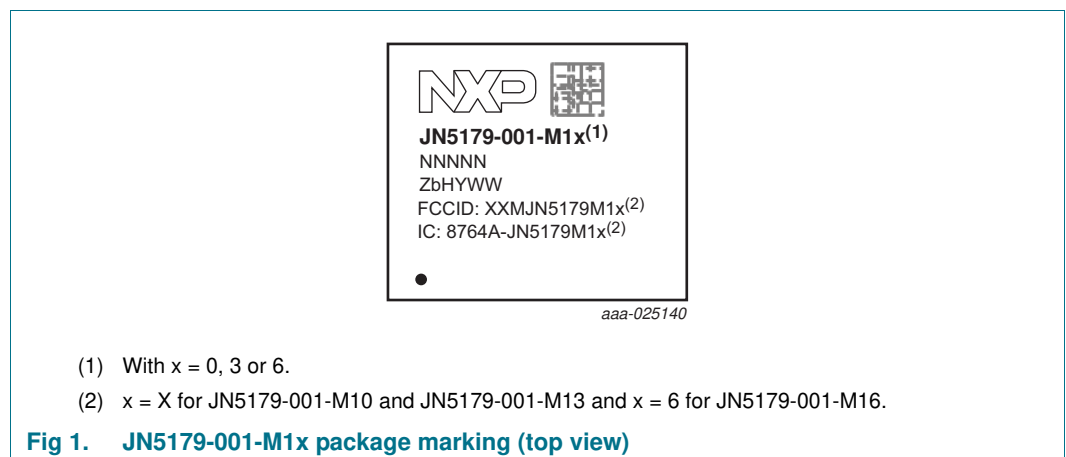 NXP
JN5179-001-M1x(1)
NNNNN
ZbHYWW
FCCID: XXMJN5179M1x(2)
IC: 8764A-JN5179M1x(2)
aaa-025140
(1) With x = 0, 3 or 6.
(2) x = X for JN5179-001-M10 and JN5179-001-M13 and x = 6 for JN5179-001-M16.
Fig 1. JN5179-001-M1x package marking (top view)